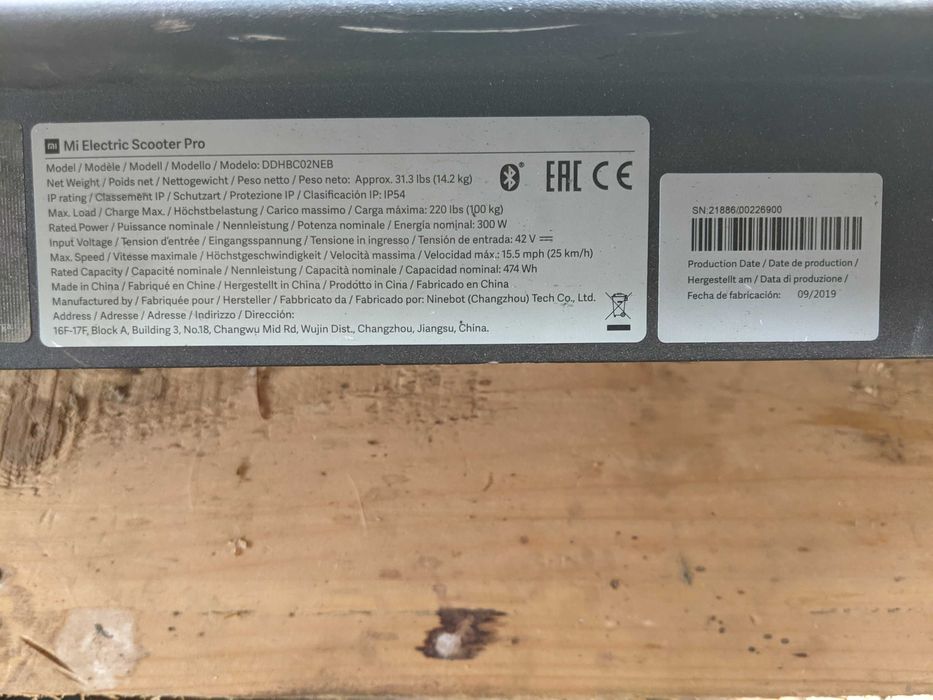 mi Mi Electric Scooter Pro
Model / Modèle / Modell / Modello / Modelo: DDHBC02NEB
Net Weight / Poids net / Nettogewicht / Peso netto / Peso neto: Approx. 31.3 lbs (14.2 kg)
IP rating / Classement IP / Schutzart / Protezione IP / Clasificación IP: IP54
Max. Load / Charge Max. / Höchstbelastung / Carico massimo / Carga máxima: 220 lbs (100 kg)
Rated Power / Puissance nominale / Nennleistung / Potenza nominale / Energia nominal: 300 W
Input Voltage / Tension d'entrée / Eingangsspannung / Tensione in ingresso / Tensión de entrada: 42 V
Max. Speed / Vitesse maximale / Höchstgeschwindigkeit / Velocità massima / Velocidad máx.: 15.5 mph (25 km/h)
Rated Capacity / Capacité nominale / Nennleistung / Capacità nominale / Capacidad nominal: 474 Wh
Made in China / Fabriqué en Chine / Hergestellt in China / Prodotto in Cina / Fabricado en China
Manufactured by / Fabriquée pour / Hersteller / Fabbricato da / Fabricado por: Ninebot (Changzhou) Tech Co., Ltd.
Address / Adresse / Adresse / Indirizzo / Dirección:
16F-17F, Block A, Building 3, No.18, Changwu Mid Rd, Wujin Dist., Changzhou, Jiangsu, China.
EAC CE
SN:21886/00226900
Production Date / Date de production /
Hergestellt am / Data di produzione /
Fecha de fabricación: 09/2019